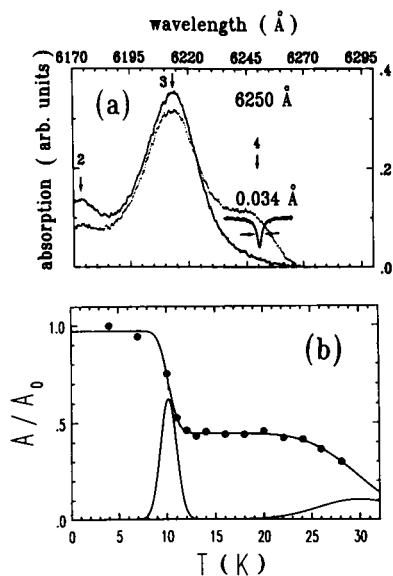 wavelength ( Å )
6170 6195 6220 6245 6270 6295
absorption ( arb. units )
(a)
3
6250 Å
.4
2
4
.2
0.034 Å
.0
(b)
1.0
.5
.0
A / A0
0 5 10 15 20 25 30
T ( K )